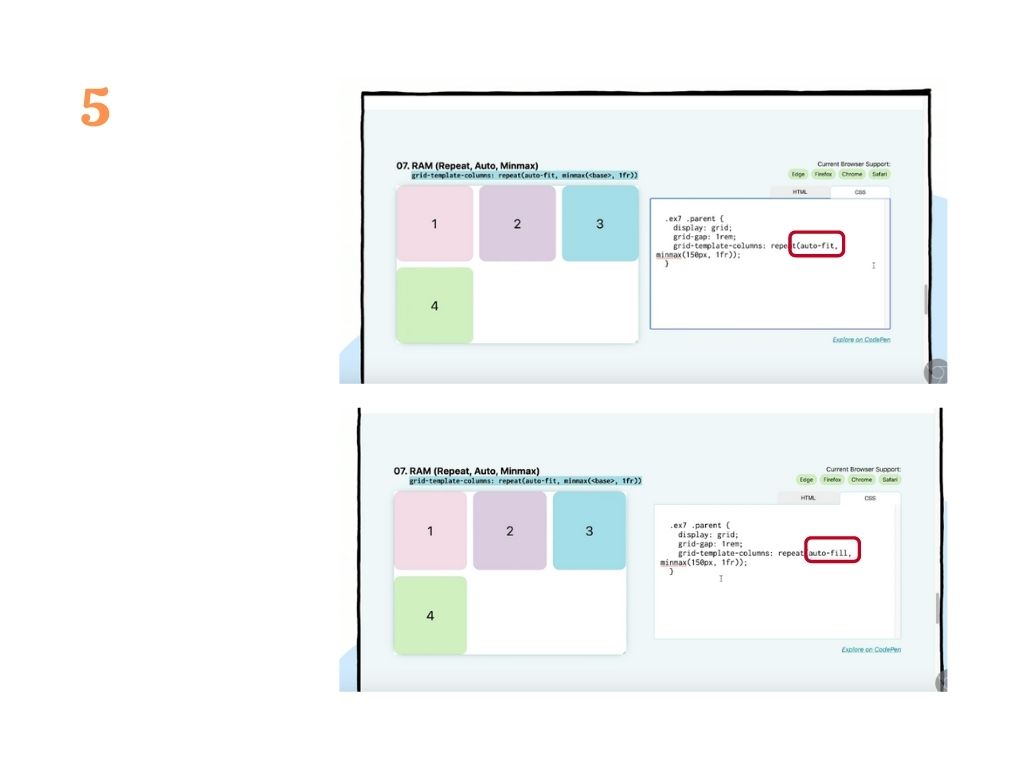 5
07. RAM (Repeat, Auto, Minmax)
grid-template-columns: repeat(auto-fit, minmax(<base>, 1fr))
1
2
3
4
Current Browser Support:
Edge Firefox Chrome Safari
HTML CSS
.ex7 .parent {
display: grid;
grid-gap: 1rem;
grid-template-columns: repeat(auto-fit,
minmax(150px, 1fr));
}
Explore on CodePen
07. RAM (Repeat, Auto, Minmax)
grid-template-columns: repeat(auto-fit, minmax(<base>, 1fr))
1
2
3
4
Current Browser Support:
Edge Firefox Chrome Safari
HTML CSS
.ex7 .parent {
display: grid;
grid-gap: 1rem;
grid-template-columns: repeat(auto-fill,
minmax(150px, 1fr));
}
Explore on CodePen